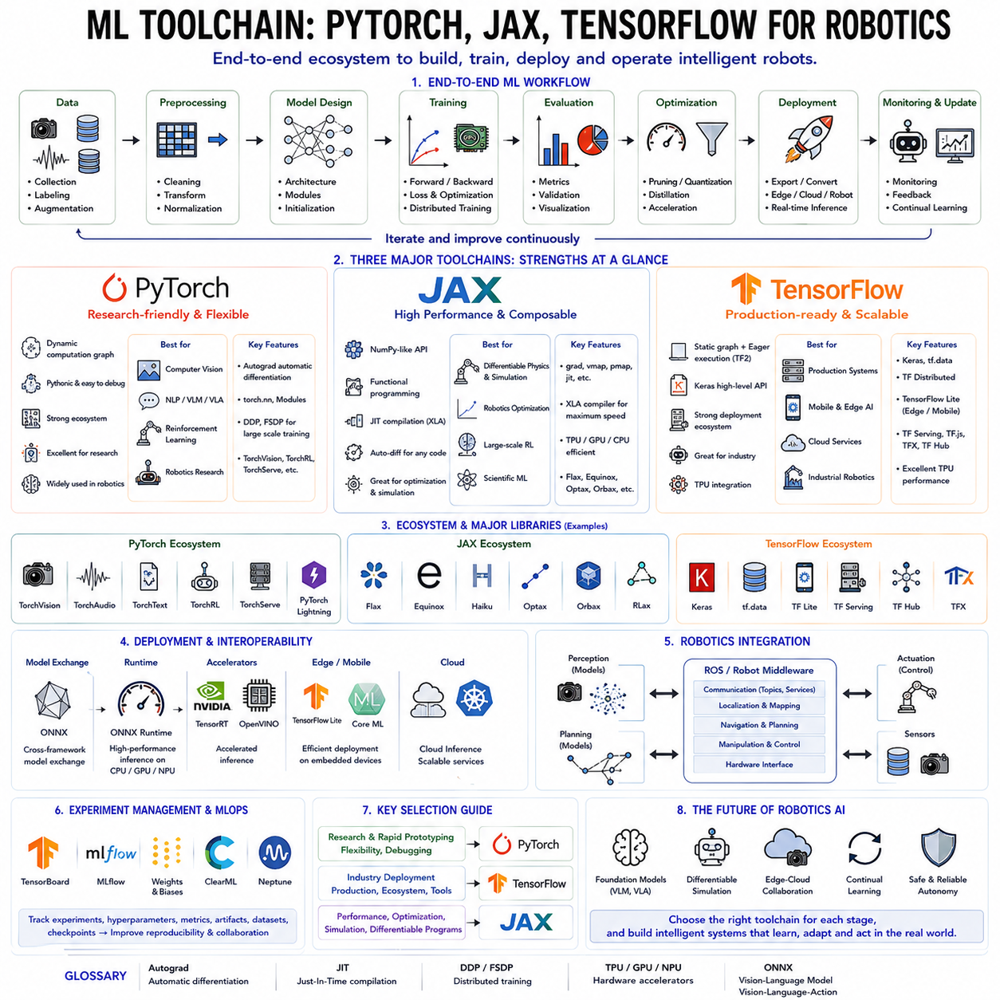 ML TOOLCHAIN: PYTORCH, JAX, TENSORFLOW FOR ROBOTICS
End-to-end ecosystem to build, train, deploy and operate intelligent robots.
1. END-TO-END ML WORKFLOW
Data
• Collection
• Labeling
• Augmentation
Preprocessing
• Cleaning
• Transform
• Normalization
Model Design
• Architecture
• Modules
• Initialization
Training
GPU
• Forward / Backward
• Loss & Optimization
• Distributed Training
Evaluation
• Metrics
• Validation
• Visualization
Optimization
• Pruning / Quantization
• Distillation
• Acceleration
Deployment
• Export / Convert
• Edge / Cloud / Robot
• Real-time Inference
Monitoring & Update
• Monitoring
• Feedback
• Continual Learning
Iterate and improve continuously
2. THREE MAJOR TOOLCHAINS: STRENGTHS AT A GLANCE
PyTorch
Research-friendly & Flexible
Dynamic
computation graph
Pythonic & easy to debug
Strong ecosystem
Excellent for research
Widely used in robotics
Best for
Computer Vision
NLP / VLM / VLA
Reinforcement
Learning
Robotics Research
Key Features
• Autograd automatic
differentiation
• torch.nn, Modules
• DDP, FSDP for
large scale training
• TorchVision, TorchRL,
TorchServe, etc.
JAX
High Performance & Composable
NumPy-like API
Functional
programming
JIT compilation (XLA)
Auto-diff for any code
Great for optimization
& simulation
Best for
Differentiable Physics
& Simulation
Robotics Optimization
Large-scale RL
Scientific ML
Key Features
• grad, vmap, pmap,
jit, etc.
• XLA compiler for
maximum speed
• TPU / GPU / CPU
efficient
• Flax, Equinox,
Optax, Orbax, etc.
TensorFlow
Production-ready & Scalable
Static graph + Eager
execution (TF2)
K
Keras high-level API
Strong deployment
ecosystem
Great for industry
TPU integration
Best for
Production Systems
Mobile & Edge AI
Cloud Services
Industrial Robots
Key Features
• Keras, tf.data
• TF Distributed
• TensorFlow Lite
(Edge / Mobile)
• TF Serving, TF.js,
TFX, TF Hub
• Excellent TPU
performance
3. ECOSYSTEM & MAJOR LIBRARIES (Examples)
PyTorch Ecosystem
TorchVision
TorchAudio
TorchText
TorchRL
TorchServe
PyTorch
Lightning
JAX Ecosystem
Flax
e
Equinox
H
Haiku
Optax
Orbax
RLax
TensorFlow Ecosystem
K
Keras
tf.data
TF Lite
TF Serving
TF Hub
TFX
TFX
4. DEPLOYMENT & INTEROPERABILITY
Model Exchange
ONNX
Cross-framework
model exchange
Runtime
ONNX Runtime
High-performance
inference on
CPU / GPU / NPU
Accelerators
NVIDIA.
TensorRT
OpenVINO
Accelerated
inference
Edge / Mobile
TensorFlow Lite
ML
Core ML
Efficient deployment
on embedded devices
Cloud
Cloud Inference
Scalable services
5. ROBOTICS INTEGRATION
Perception
(Models)
Planning
(Models)
ROS / Robot Middleware
Communication (Topics, Services)
Localization & Mapping
Navigation & Planning
Manipulation & Control
Hardware Interface
Actuation
(Control)
Sensors
6. EXPERIMENT MANAGEMENT & MLOPS
TensorBoard
mlflow
MLflow
Weights
& Biases
ClearML
Neptune
Track experiments, hyperparameters, metrics, artifacts, datasets,
checkpoints → Improve reproducibility & collaboration
7. KEY SELECTION GUIDE
Research & Rapid Prototyping
Flexibility, Debugging
PyTorch
Industry Deployment
Production, Ecosystem, Tools
TensorFlow
Performance, Optimization,
Simulation, Differentiable Programs
JAX
8. THE FUTURE OF ROBOTICS AI
Foundation Models
(VLM, VLA)
Differentiable
Simulation
Edge-Cloud
Collaboration
Continual
Learning
Safe & Reliable
Autonomy
Choose the right toolchain for each stage,
and build intelligent systems that learn, adapt and act in the real world.
GLOSSARY
Autograd
Automatic differentiation
JIT
Just-In-Time compilation
DDP / FSDP
Distributed training
TPU / GPU / NPU
Hardware accelerators
ONNX
Vision-Language Model
Vision-Language-Action